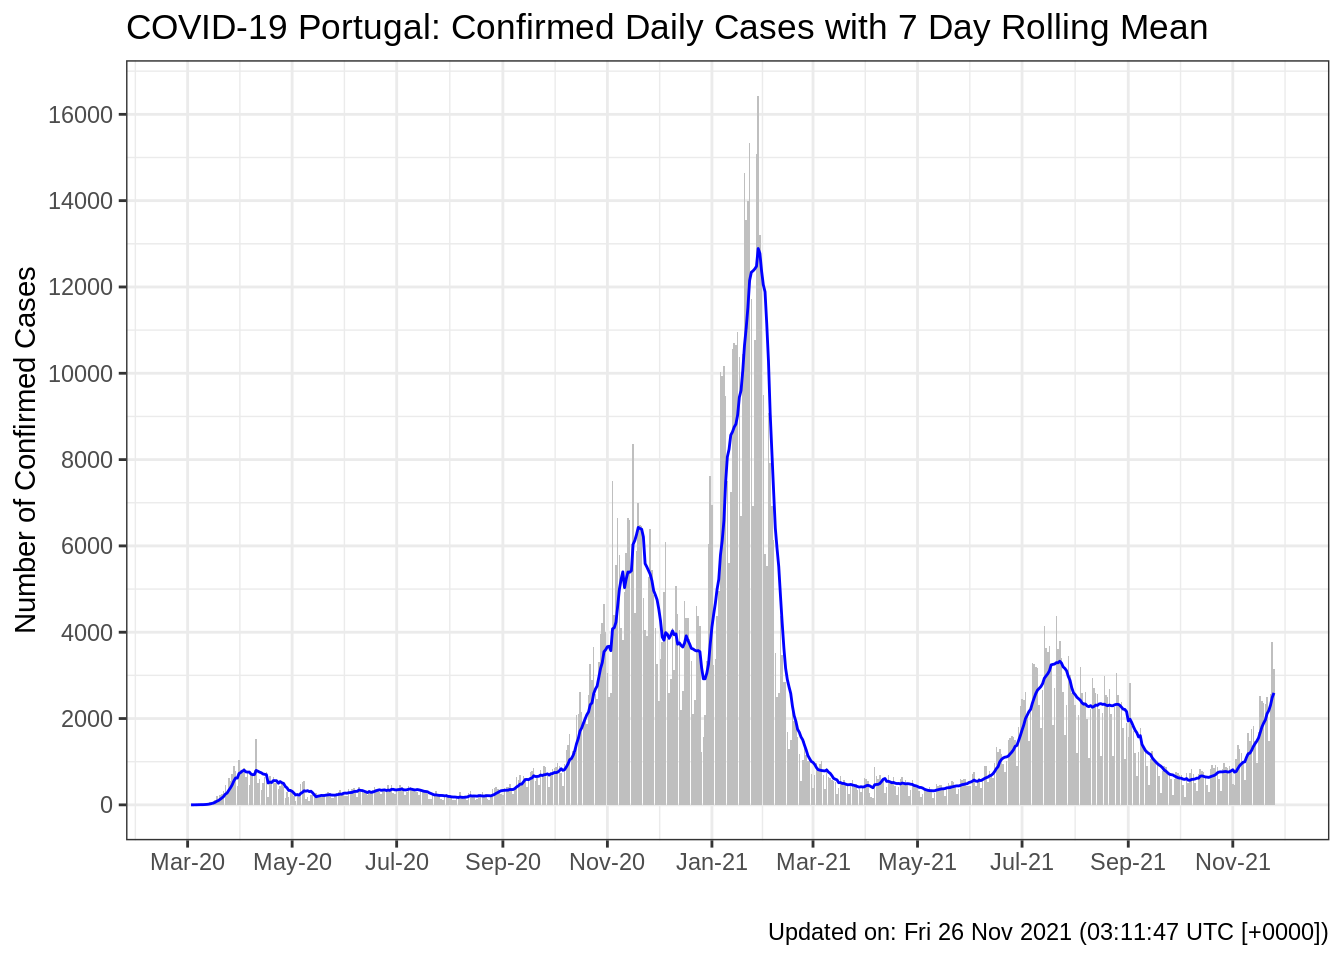 COVID-19 Portugal: Confirmed Daily Cases with 7 Day Rolling Mean
Number of Confirmed Cases
16000
14000
12000
10000
8000
6000
4000
2000
0
Mar-20 May-20 Jul-20 Sep-20 Nov-20 Jan-21 Mar-21 May-21 Jul-21 Sep-21 Nov-21
Updated on: Fri 26 Nov 2021 (03:11:47 UTC [+0000])